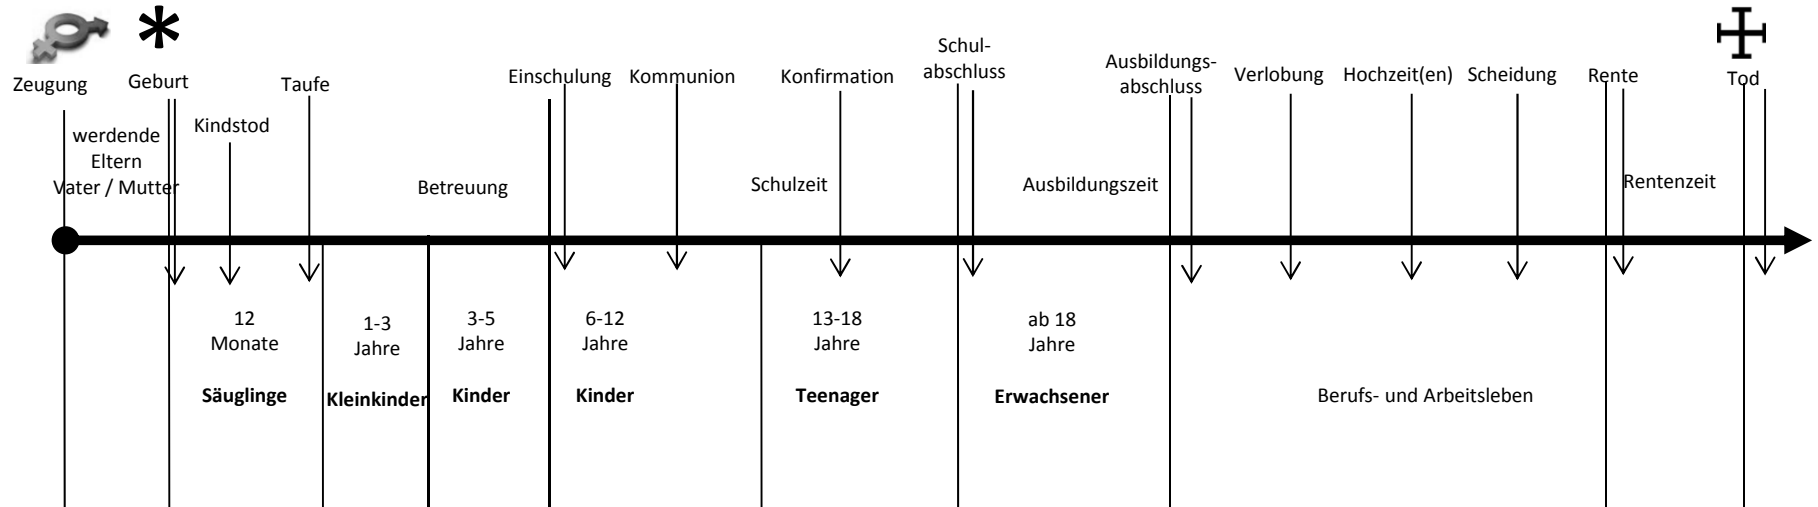 Zeugung
Geburt
Taufe
Einschulung
Kommunion
Konfirmation
Schul-
abschluss
Ausbildungs-
abschluss
Verlobung
Hochzeit(en)
Scheidung
Rente
Tod
werdende
Eltern
Vater / Mutter
Kindstod
Betreuung
Schulzeit
Ausbildungszeit
Rentenzeit
12
Monate
Säuglinge
1-3
Jahre
Kleinkinder
3-5
Jahre
Kinder
6-12
Jahre
Kinder
13-18
Jahre
Teenager
ab 18
Jahre
Erwachsener
Berufs- und Arbeitsleben